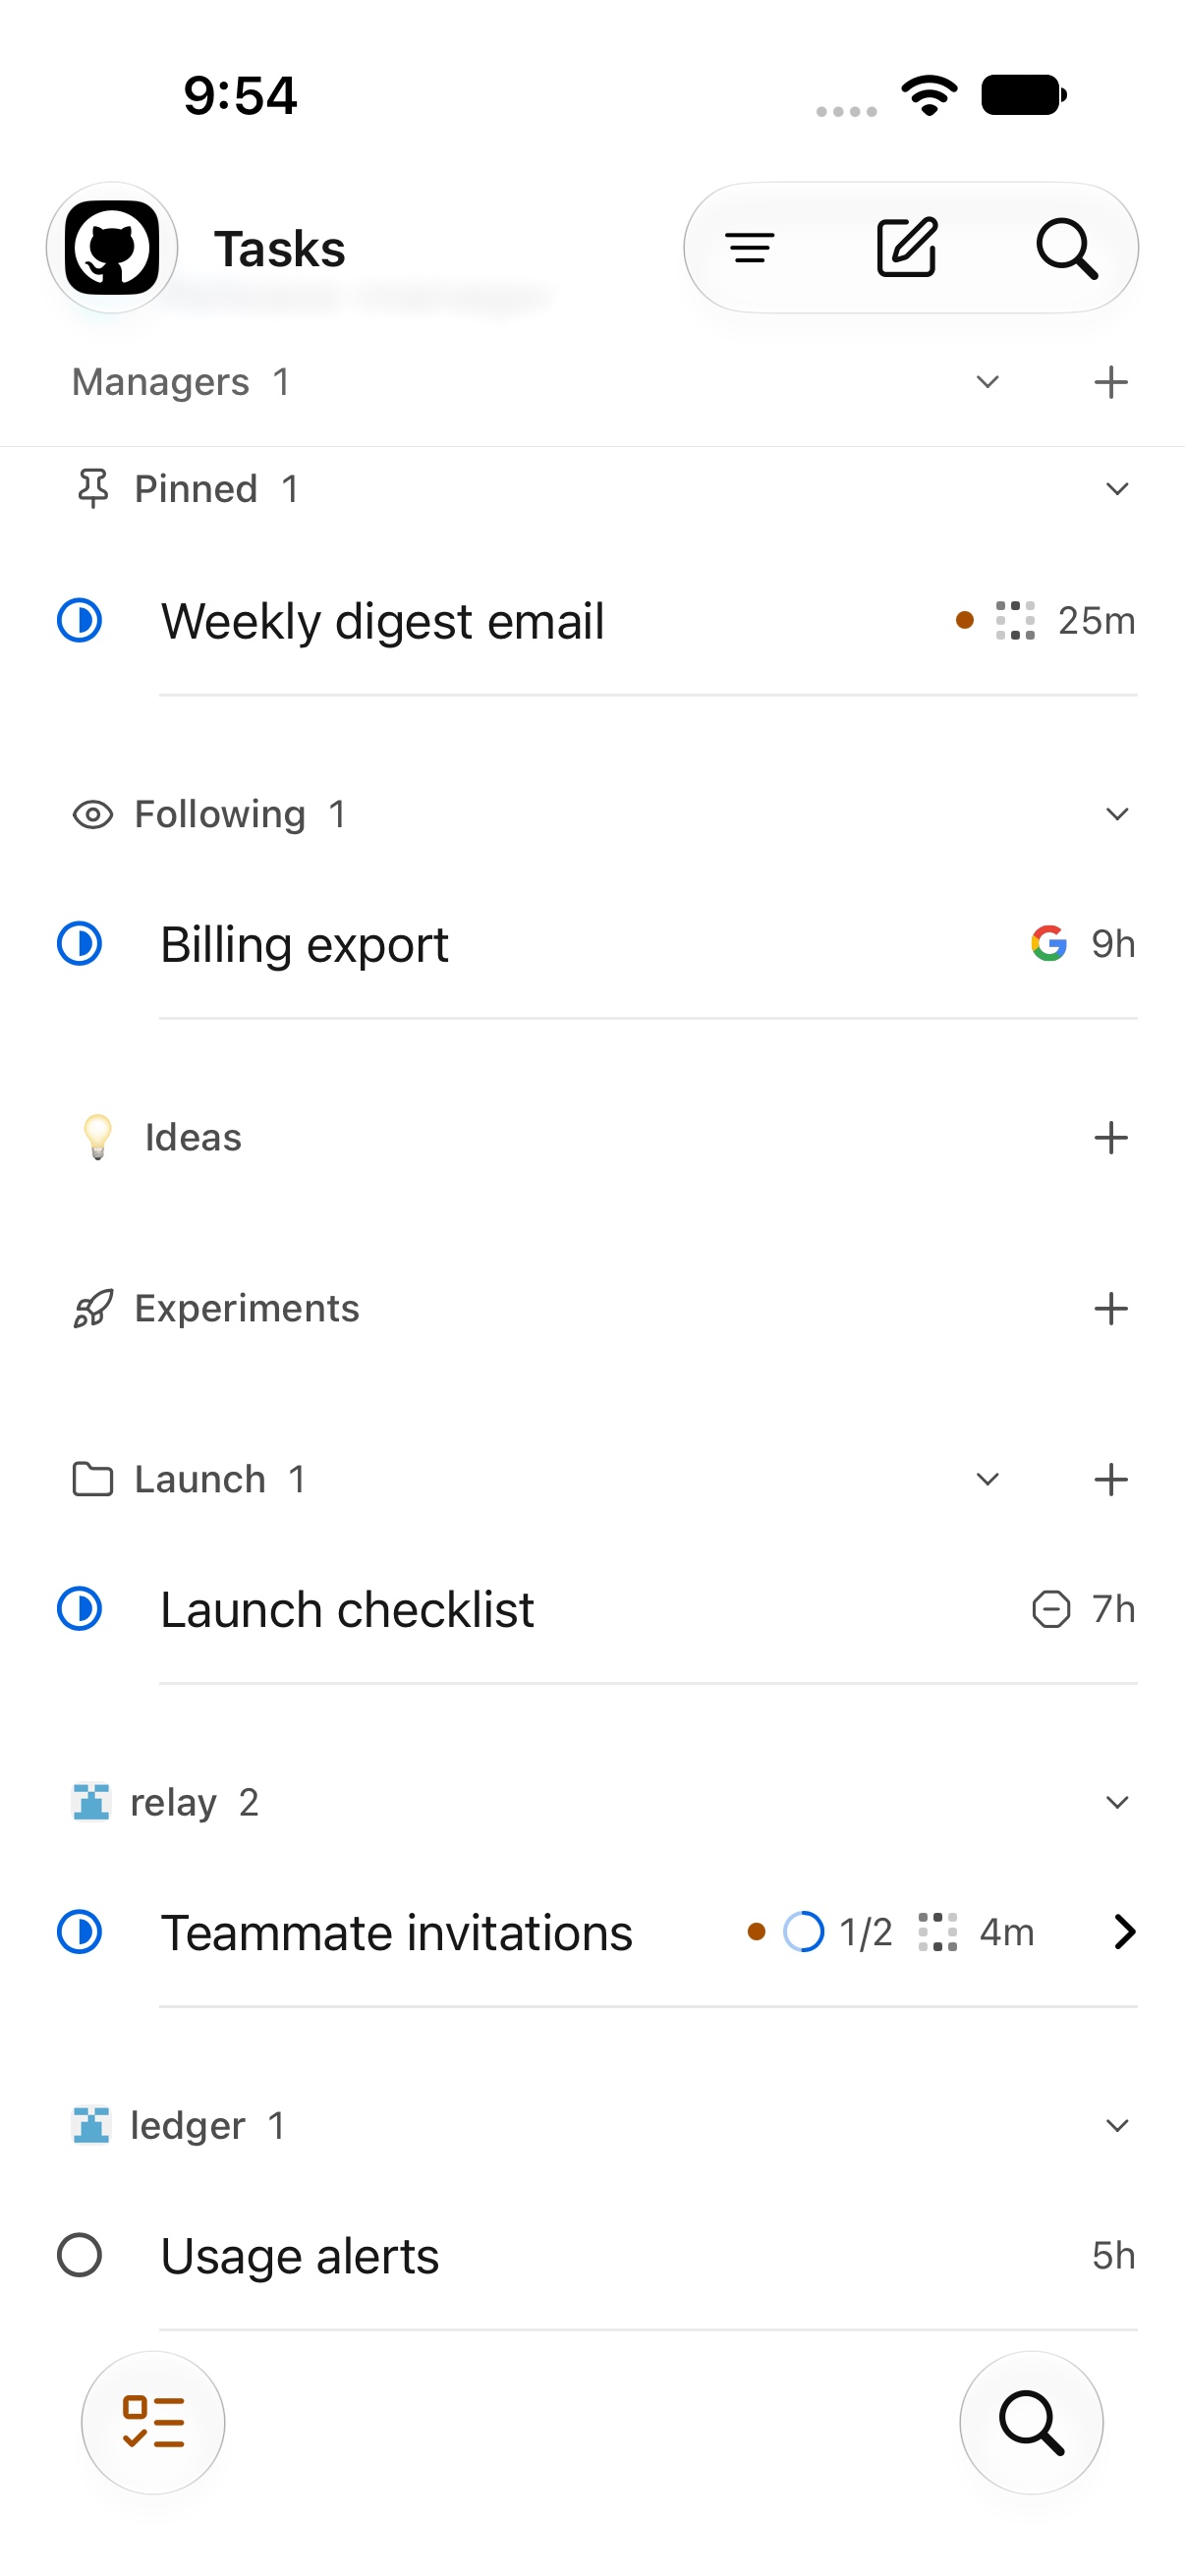 9:54
Tasks
Managers 1
Pinned 1
Weekly digest email 25m
Following 1
Billing export 9h
Ideas
Experiments
Launch 1
Launch checklist 7h
relay 2
Teammate invitations 1/2 4m
ledger 1
Usage alerts 5h